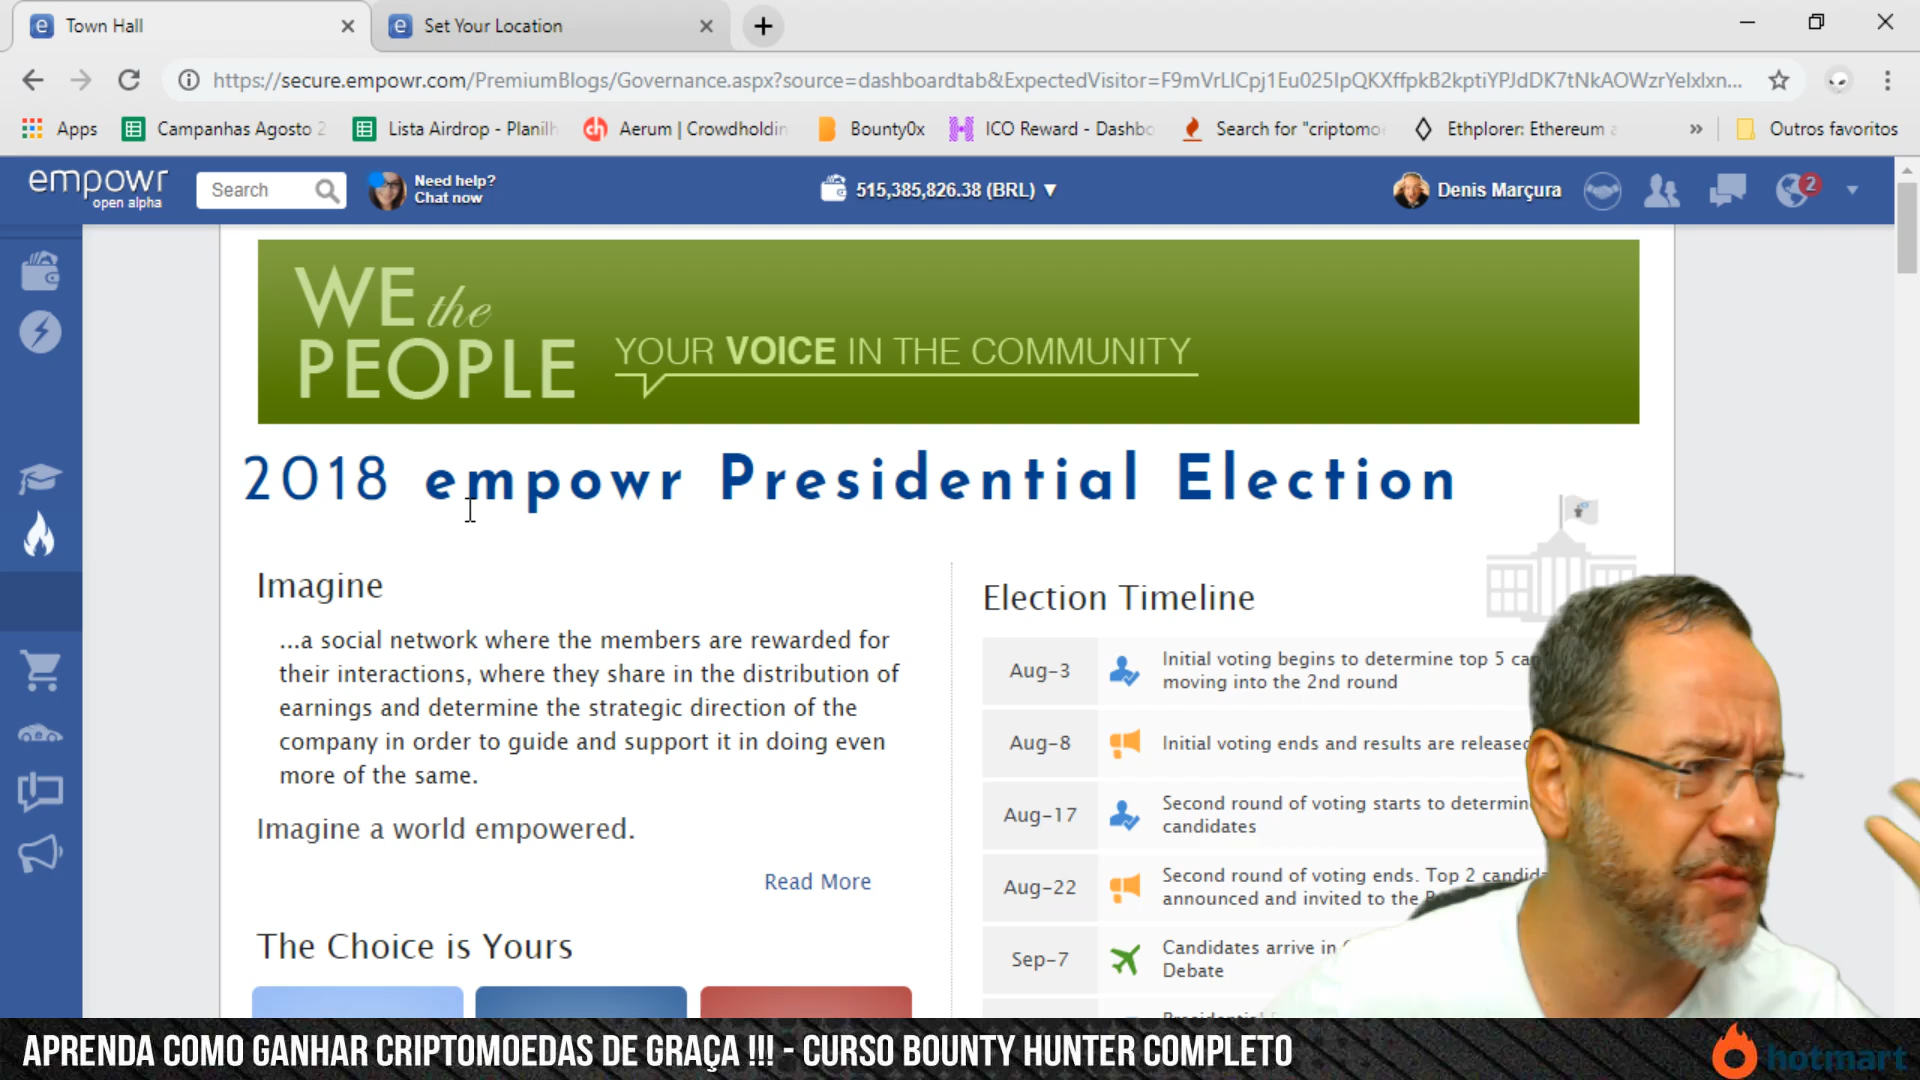 Town Hall
Set Your Location
https://secure.empowr.com/PremiumBlogs/Governance.aspx?source=dashboardtab&ExpectedVisitor=
Apps
Campanhas Agosto 2
Lista Airdrop - Planilh
Aerum | Crowdholdin
Bounty0x
ICO Reward - Dashbo
Search for "criptomo
Ethplorer: Ethereum
»
Outros favoritos
empowr
open alpha
Search
Need help?
Chat now
515,385,826.38 (BRL) ▼
Denis Marçura
2
WE the
PEOPLE
YOUR VOICE IN THE COMMUNITY
2018 empowr Presidential Election
Imagine
...a social network where the members are rewarded for
their interactions, where they share in the distribution of
earnings and determine the strategic direction of the
company in order to guide and support it in doing even
more of the same.
Imagine a world empowered.
Read More
The Choice is Yours
Election Timeline
Aug-3
Initial voting begins to determine top 5
moving into the 2nd round
Aug-8
Initial voting ends and results are released
Aug-17
Second round of voting starts to
candidates
Aug-22
Second round of voting ends. Top 2
announced and invited to the
Sep-7
Candidates arrive in
Debate
APRENDA COMO GANHAR CRIPTOMOEDAS DE GRAÇA !!! - CURSO BOUNTY HUNTER COMPLETO
hotmart